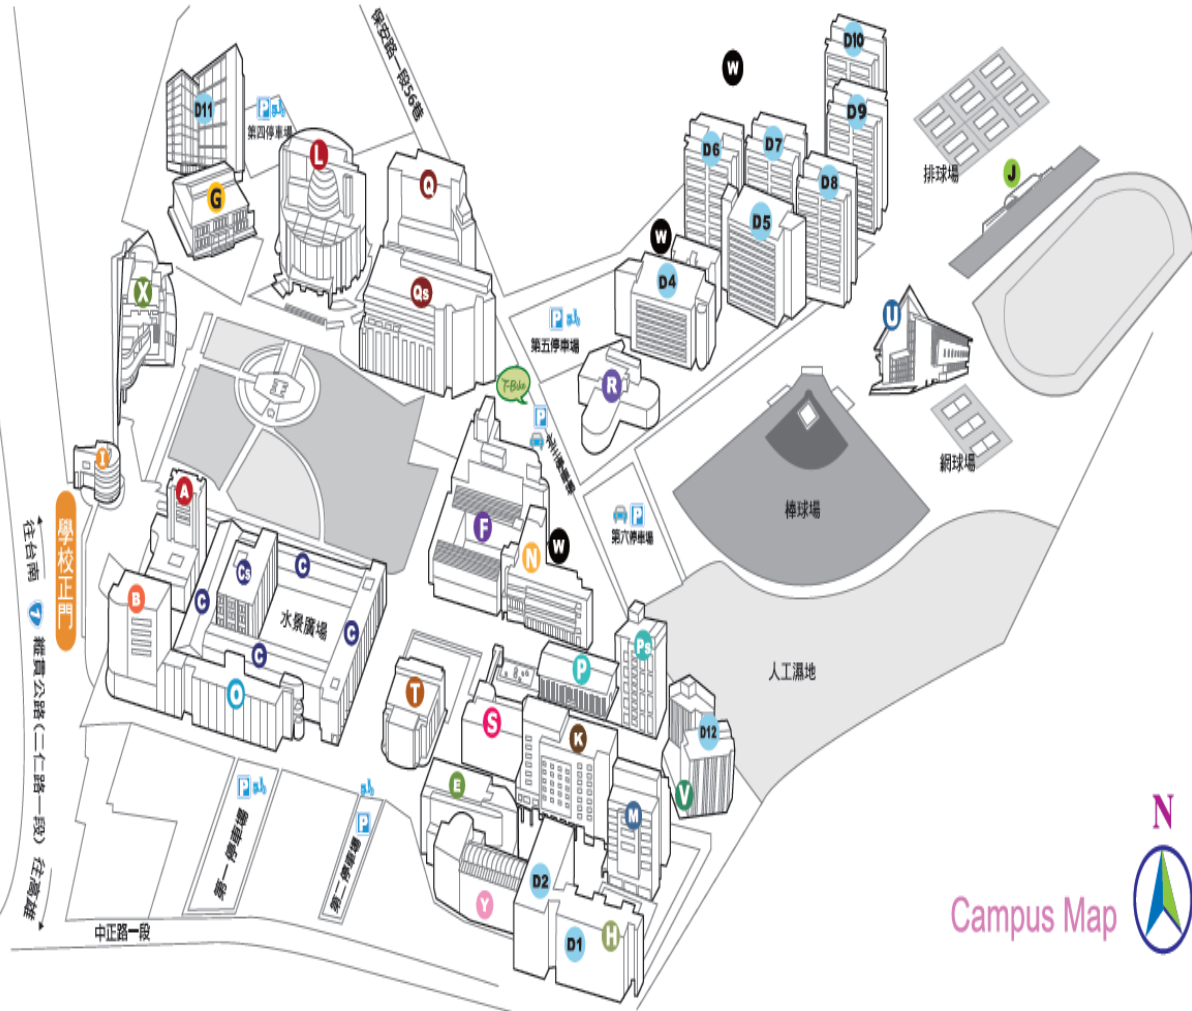 D10
W
東安路一段56巷
D11
P
第四停車場
D9
D6
D7
L
排球場
J
Q
D8
G
D5
W
D4
X
Qs
U
P
第五停車場
T-Bike
R
P
網球場
I
A
棒球場
P
第六停車場
F
N
W
學校正門
往台南
1
縱貫公路(二仁路一段)
往高雄
Cs
C
C
水景廣場
C
C
B
O
T
P
Ps
人工濕地
S
K
D12
V
E
M
P
第一停車場
P
第二停車場
D2
Y
D1
H
中正路一段
N
Campus Map